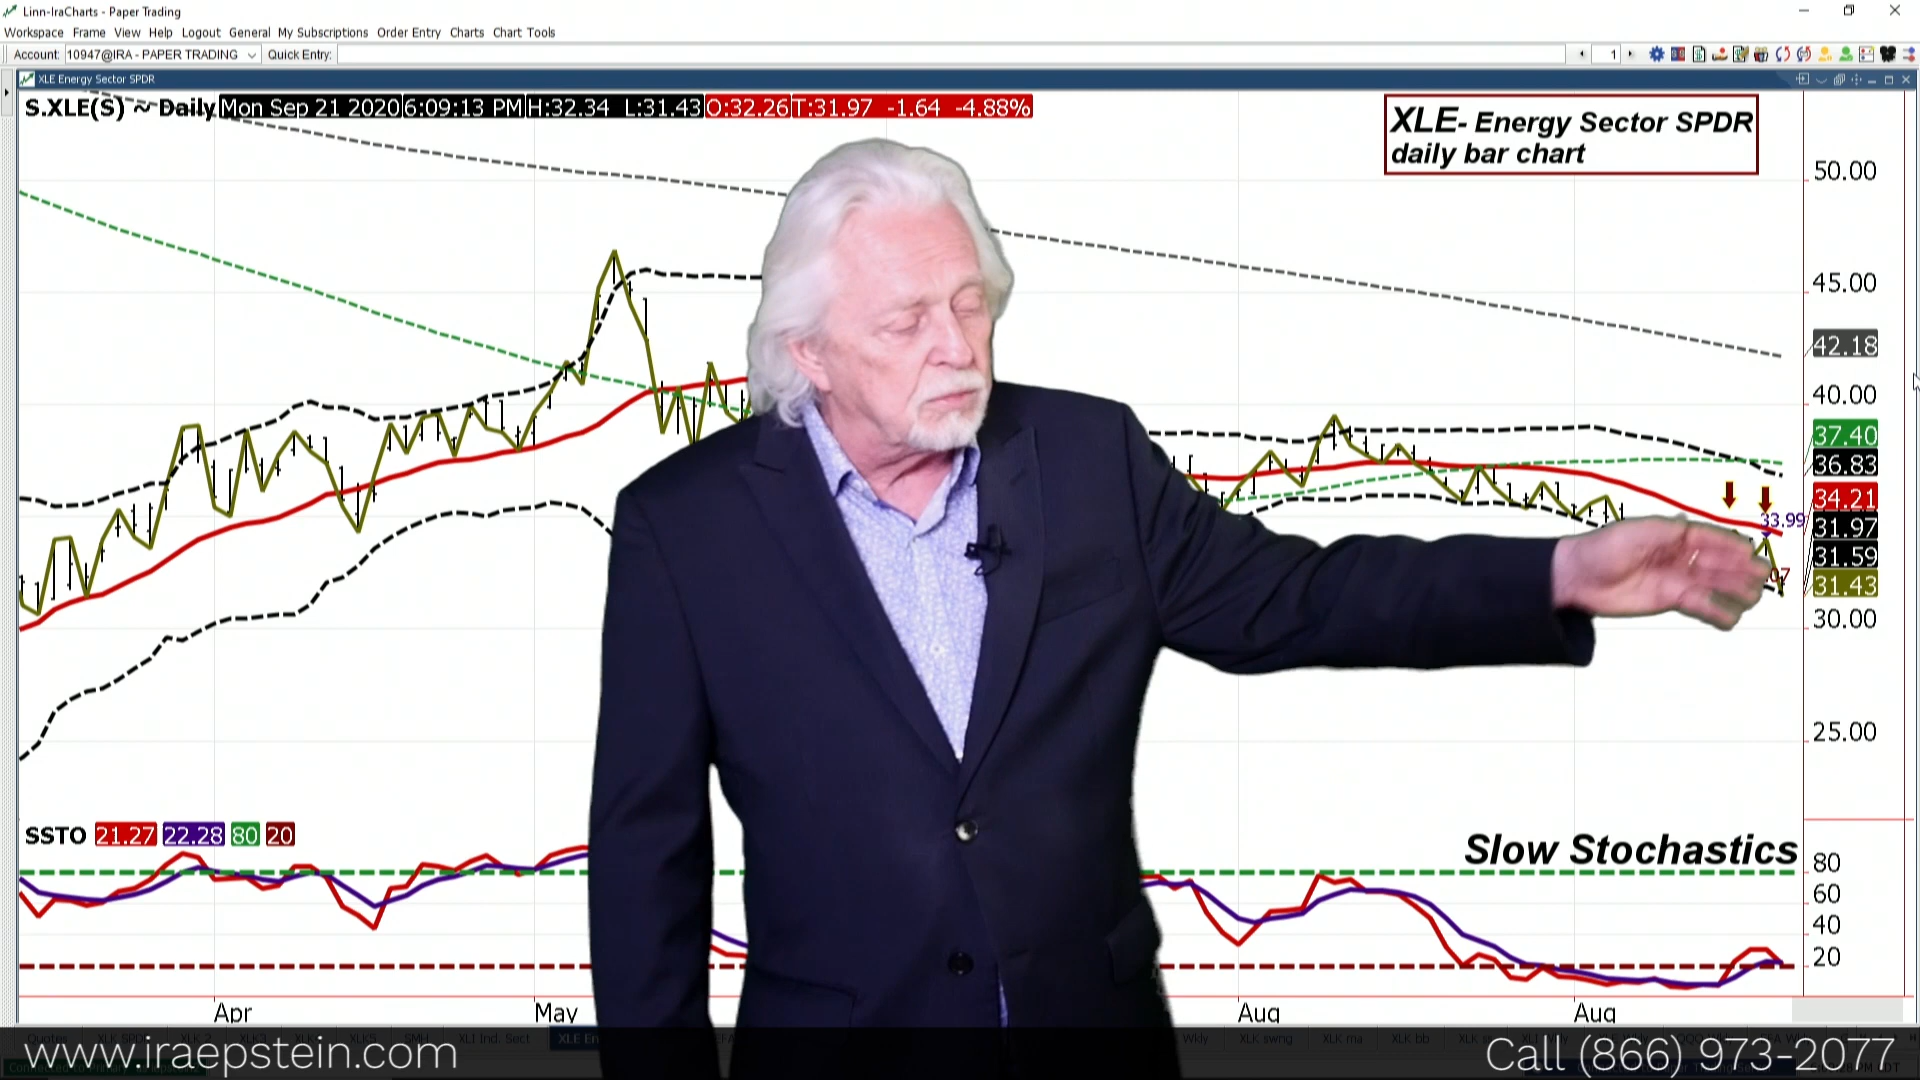 Linn-IraCharts - Paper Trading
Workspace Frame View Help Logout General My Subscriptions Order Entry Charts Chart Tools
Account: 10947@IRA - PAPER TRADING Quick Entry: 1
XLE Energy Sector SPDR
S.XLE(S) ~ Daily Mon Sep 21 2020 6:09:13 PM H:32.34 L:31.43 O:32.26 T:31.97 -1.64 -4.88%
XLE- Energy Sector SPDR
daily bar chart
50.00
45.00
42.18
40.00
37.40
36.83
34.21
33.99
31.97
31.59
31.43
30.00
25.00
SSTO 21.27 22.28 80 20
Slow Stochastics
80
60
40
20
Apr May Aug Aug
www.iraepstein.com
Call (866) 973-2077